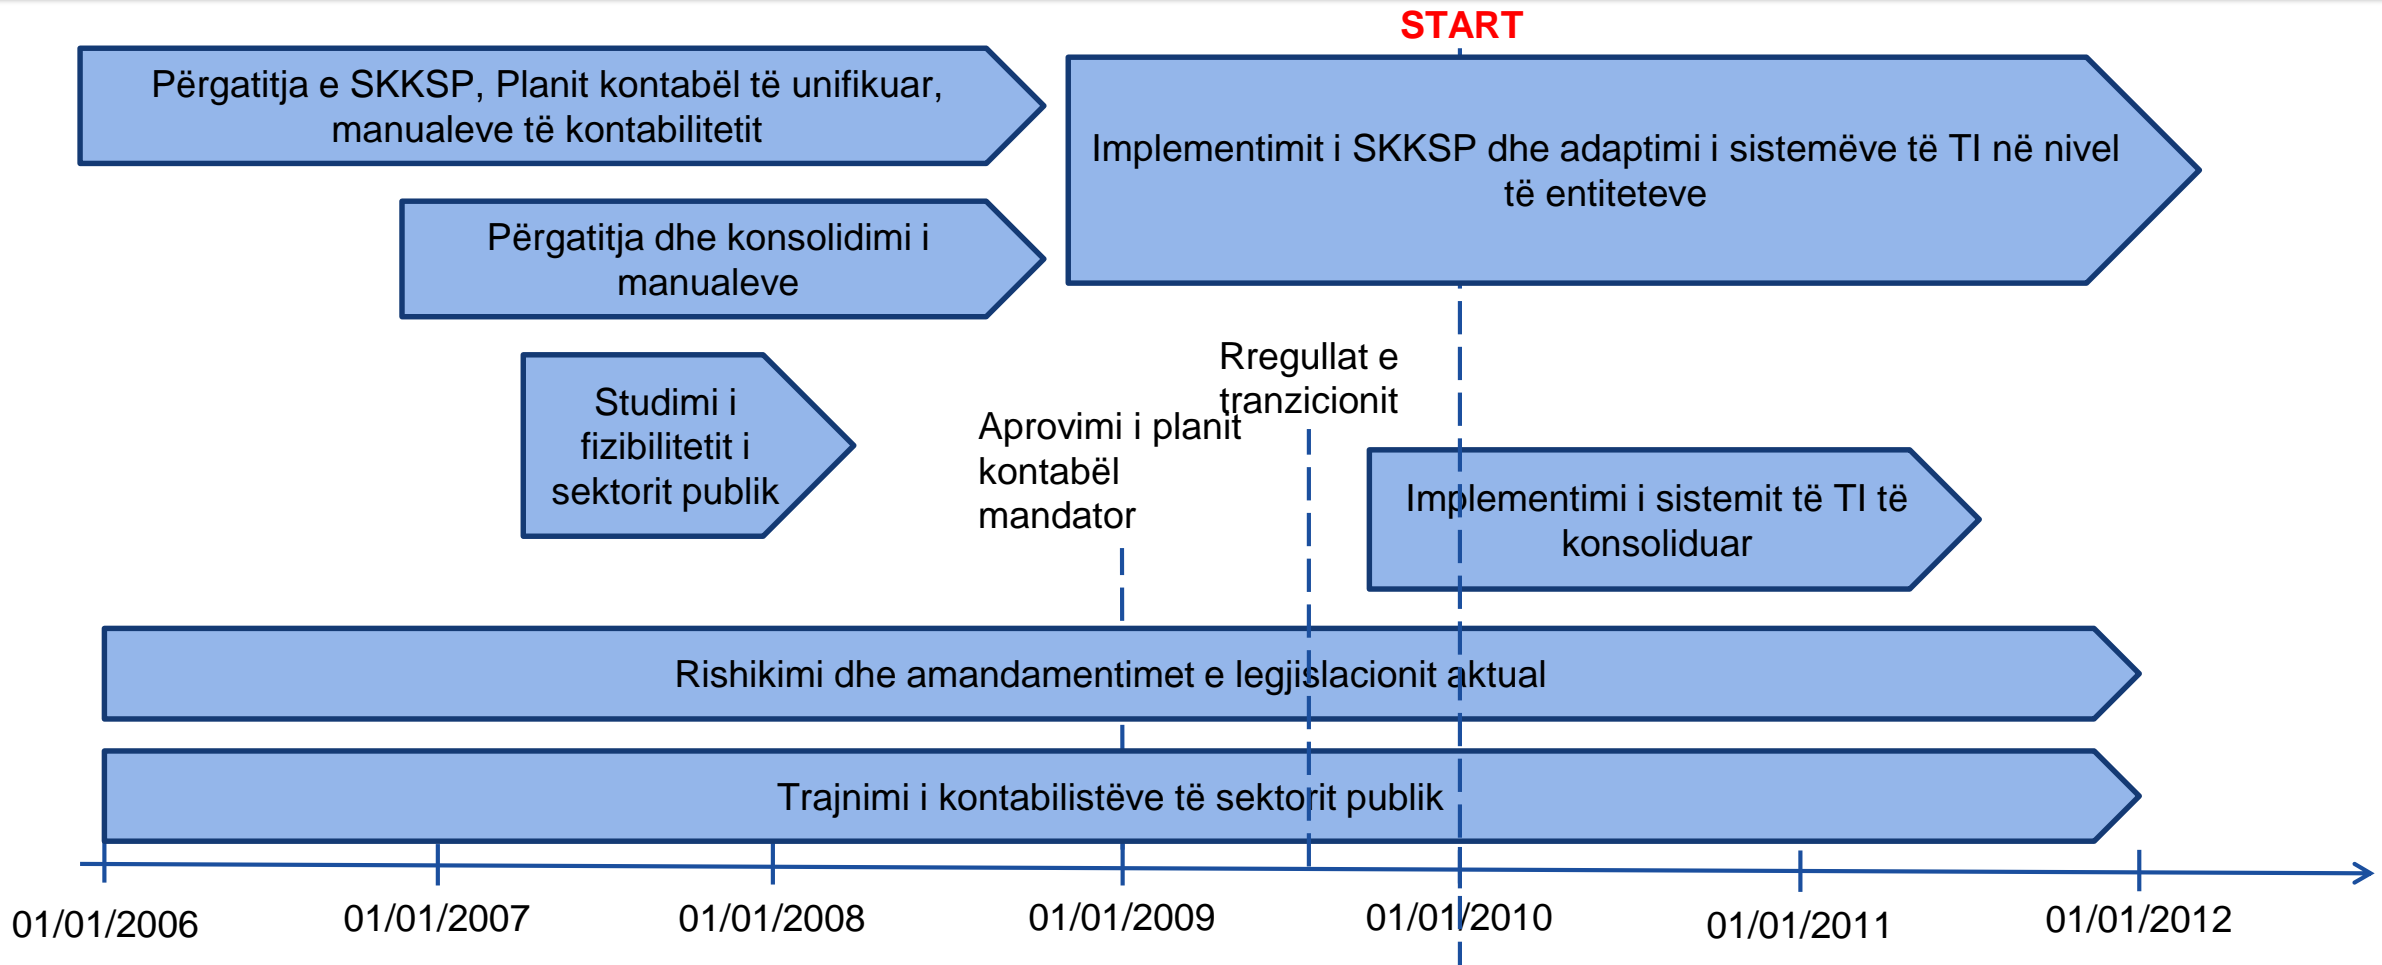 START
Përgatitja e SKKSP, Planit kontabël të unifikuar,
manualeve të kontabilitetit
Implementimit i SKKSP dhe adaptimi i sistemëve të TI në nivel
të entiteteve
Përgatitja dhe konsolidimi i
manualeve
Studimi i
fizibilitetit i
sektorit publik
Rregullat e
tranzicionit
Aprovimi i planit
kontabël
mandator
Implementimi i sistemit të TI të
konsoliduar
Rishikimi dhe amandamentimet e legjislacionit aktual
Trajnimi i kontabilistëve të sektorit publik
01/01/2006
01/01/2007
01/01/2008
01/01/2009
01/01/2010
01/01/2011
01/01/2012